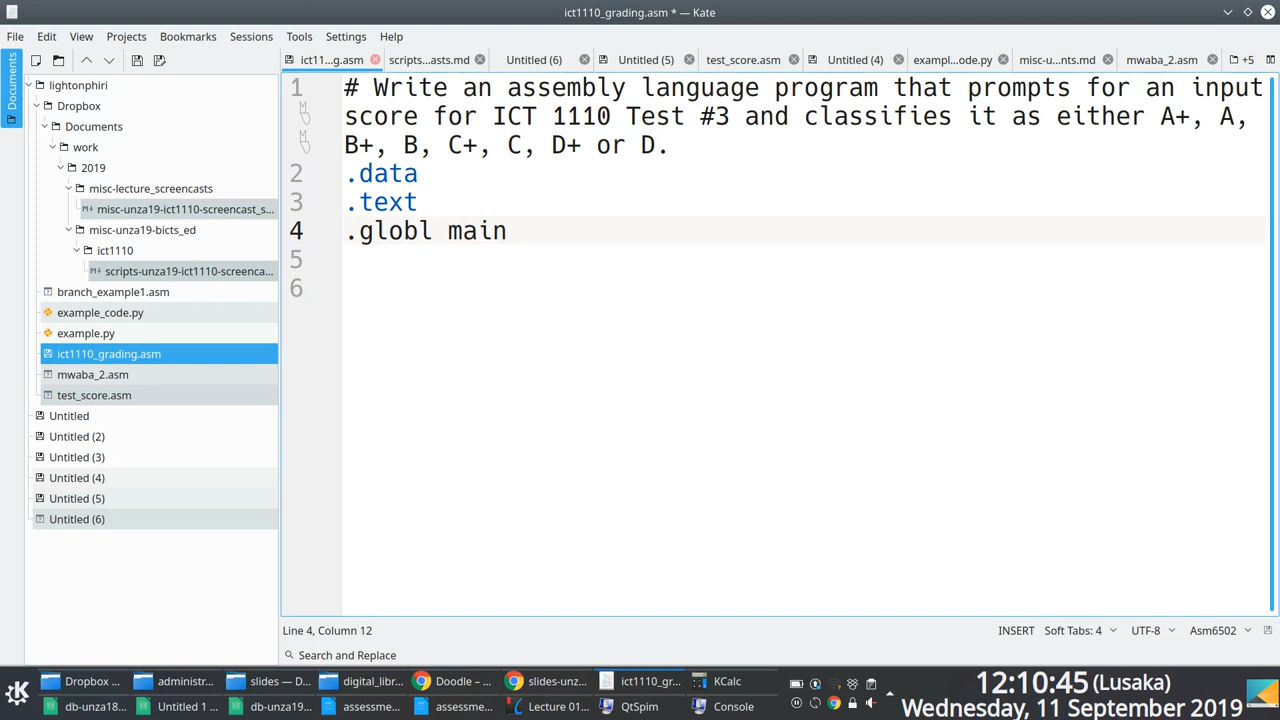 ict1110_grading.asm * — Kate
File Edit View Projects Bookmarks Sessions Tools Settings Help
Documents
ict11...g.asm scripts...asts.md Untitled (6) Untitled (5) test_score.asm Untitled (4) exampl...ode.py misc-u...nts.md mwaba_2.asm +5
lightonphiri
Dropbox
Documents
work
2019
misc-lecture_screencasts
misc-unza19-ict1110-screencast_s...
misc-unza19-bicts_ed
ict1110
scripts-unza19-ict1110-screenca...
branch_example1.asm
example_code.py
example.py
ict1110_grading.asm
mwaba_2.asm
test_score.asm
Untitled
Untitled (2)
Untitled (3)
Untitled (4)
Untitled (5)
Untitled (6)
1 # Write an assembly language program that prompts for an input
score for ICT 1110 Test #3 and classifies it as either A+, A,
B+, B, C+, C, D+ or D.
2 .data
3 .text
4 .globl main
5
6
Line 4, Column 12 INSERT Soft Tabs: 4 UTF-8 Asm6502
Search and Replace
Dropbox ... administr... slides — D... digital_libr... Doodle – ... slides-unz... ict1110_gr... KCalc
db-unza18... Untitled 1 ... db-unza19... assessme... assessme... Lecture 01... QtSpim Console
12:10:45 (Lusaka)
Wednesday, 11 September 2019